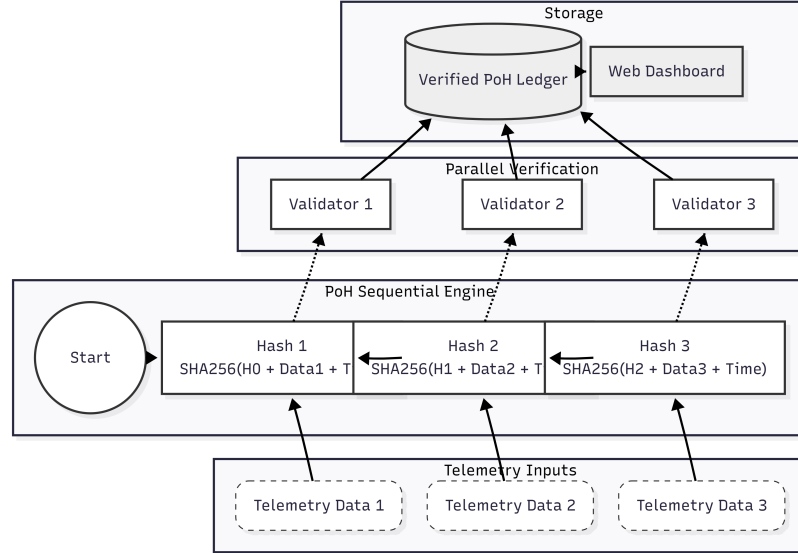 Storage
Verified PoH Ledger
Web Dashboard
Parallel Verification
Validator 1
Validator 2
Validator 3
PoH Sequential Engine
Start
Hash 1
SHA256(H0 + Data1 + T
Hash 2
SHA256(H1 + Data2 + T
Hash 3
SHA256(H2 + Data3 + Time)
Telemetry Inputs
Telemetry Data 1
Telemetry Data 2
Telemetry Data 3